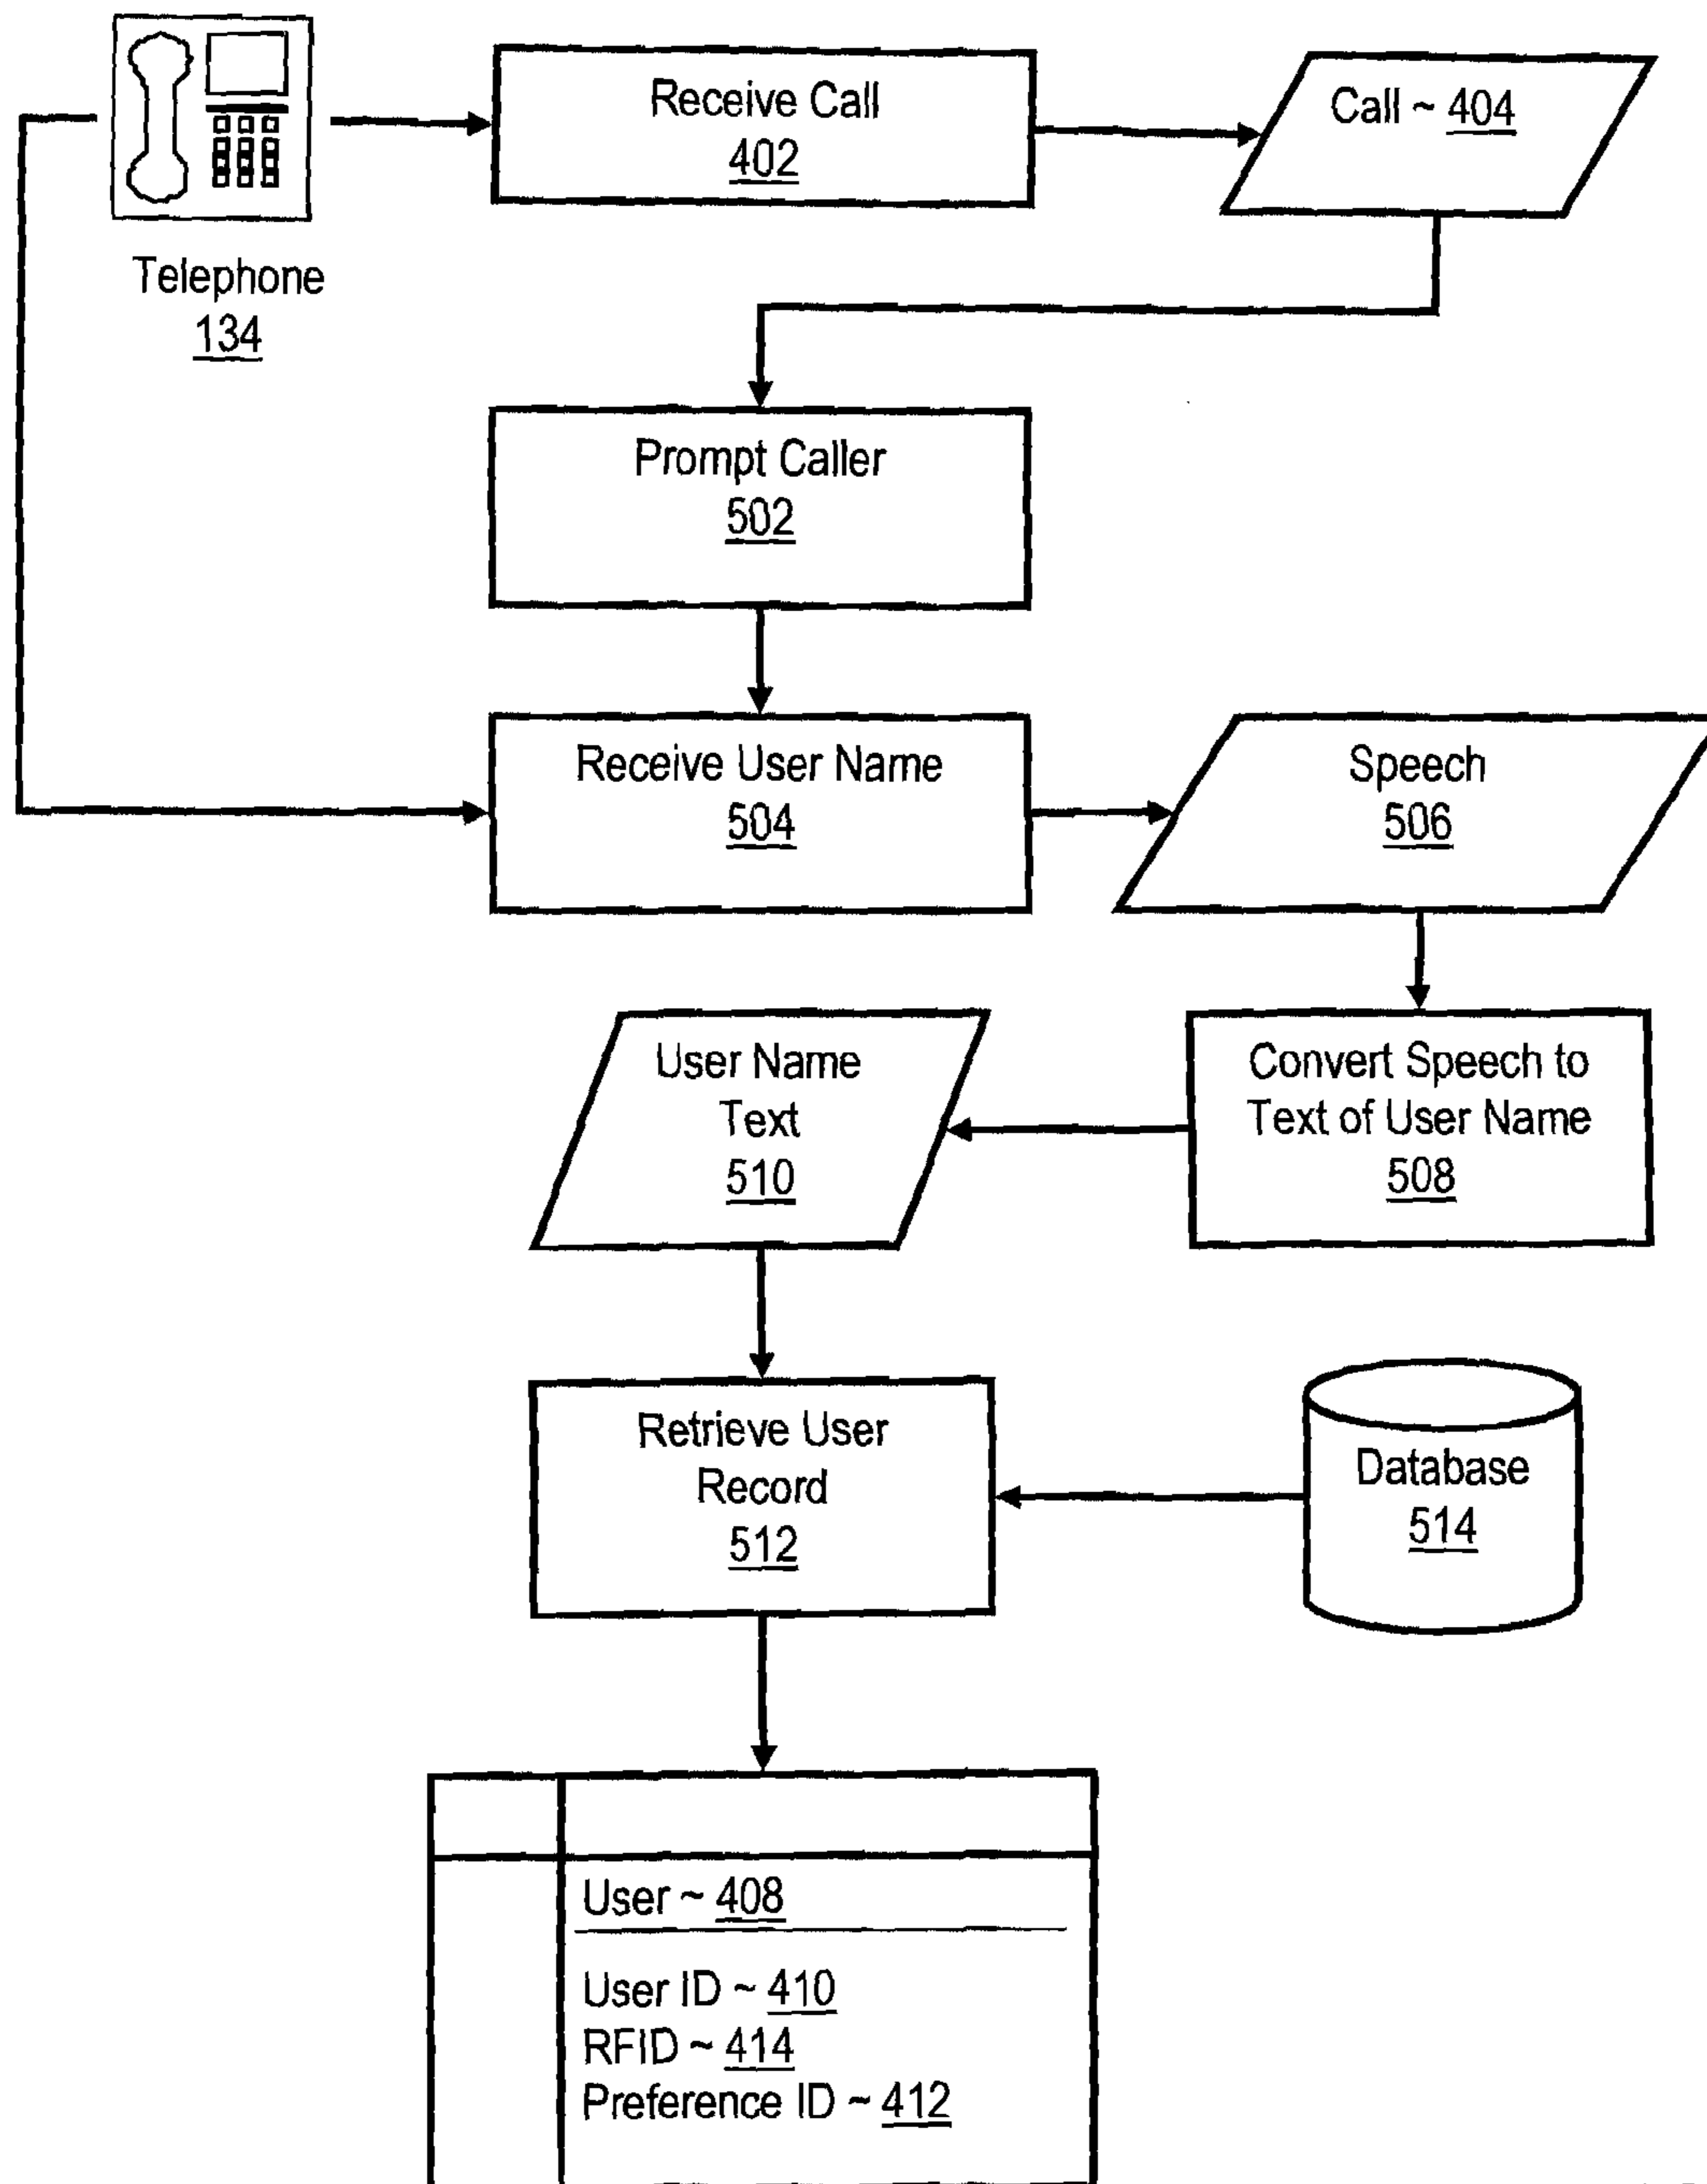 Receive Call
402
Call ~ 404
Telephone
134
Prompt Caller
502
Receive User Name
504
Speech
506
User Name
Text
510
Convert Speech to
Text of User Name
508
Retrieve User
Record
512
Database
514
User ~ 408
User ID ~ 410
RFID ~ 414
Preference ID ~ 412